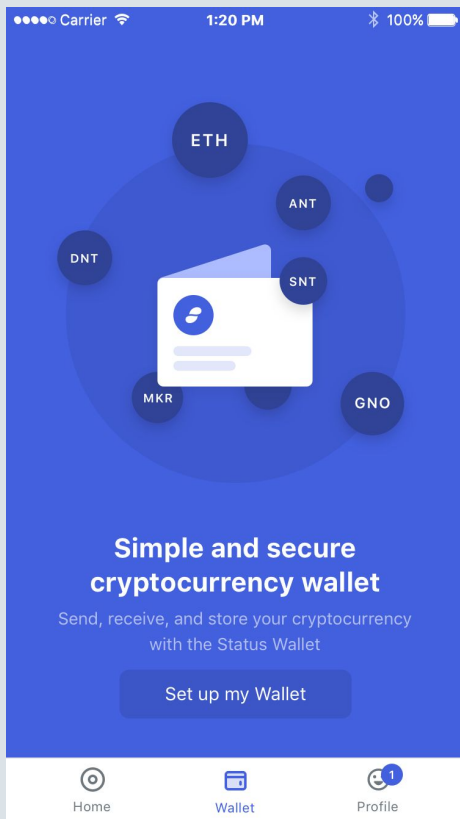 Carrier 1:20 PM 100%
ETH
ANT
DNT
SNT
MKR
GNO
Simple and secure
cryptocurrency wallet
Send, receive, and store your cryptocurrency
with the Status Wallet
Set up my Wallet
1
Home Wallet Profile